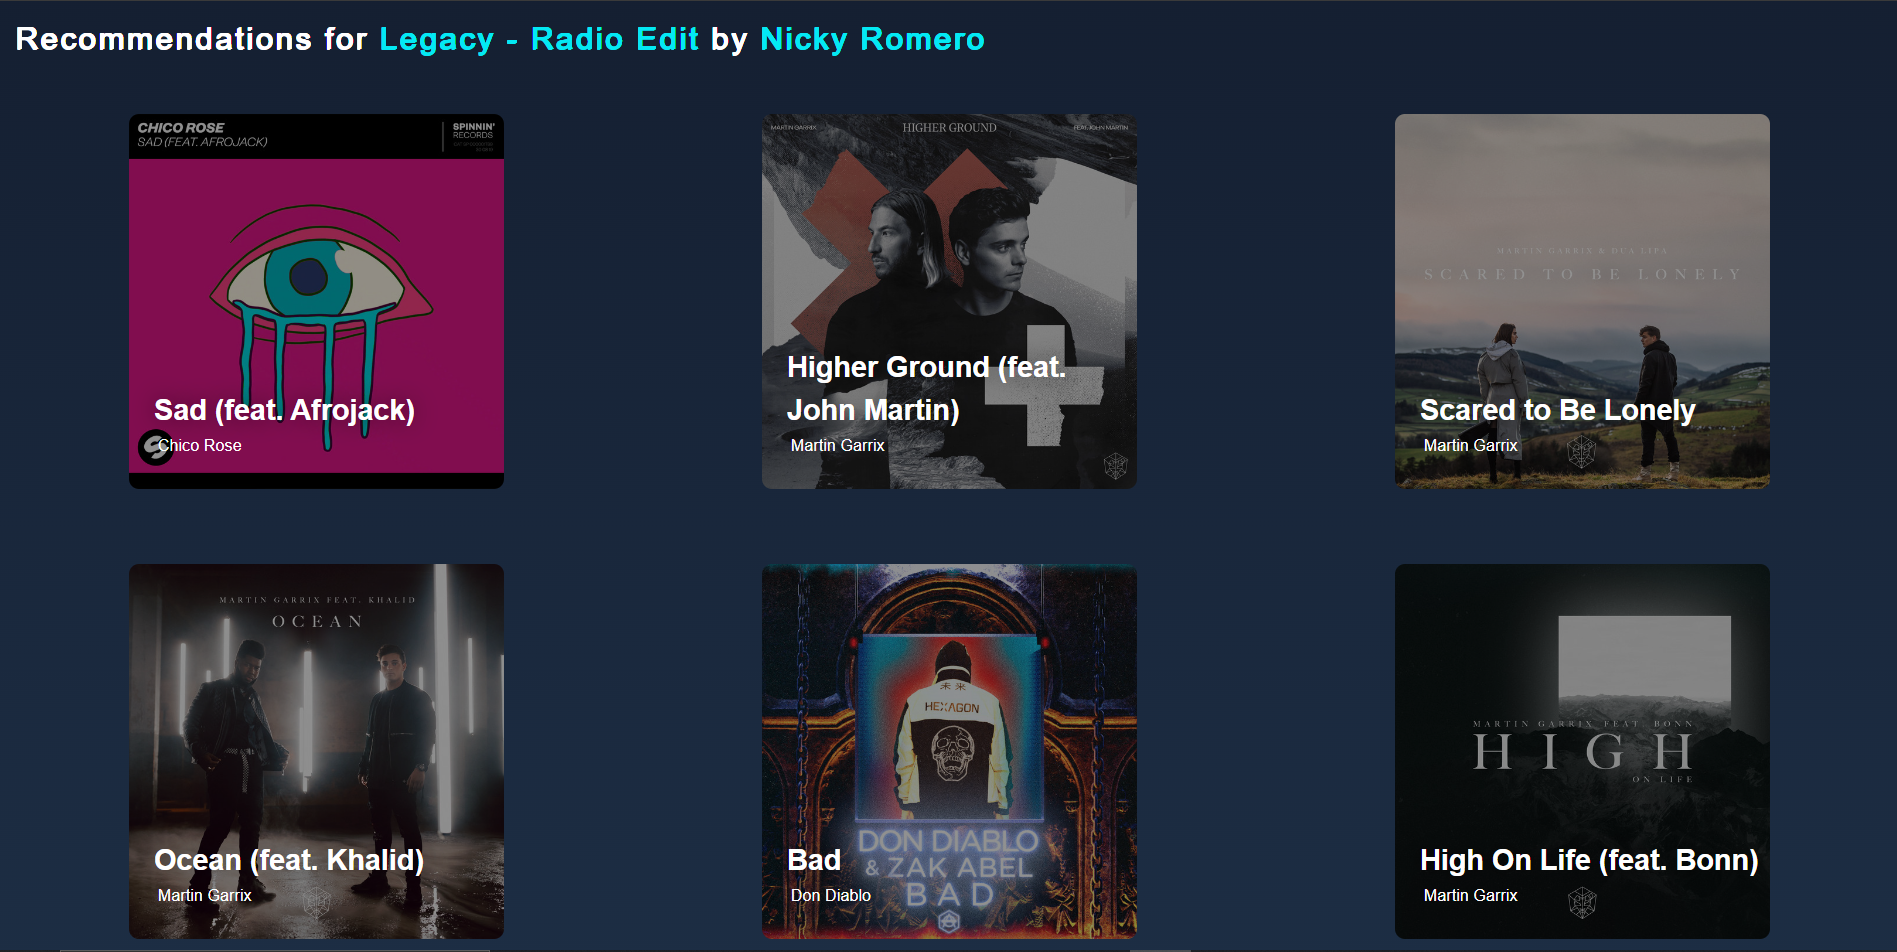 Recommendations for Legacy - Radio Edit by Nicky Romero
CHICO ROSE
SAD (FEAT. AFROJACK)
SPINNIN'
RECORDS
Sad (feat. Afrojack)
Chico Rose
MARTIN GARRIX
HIGHER GROUND
FEAT. JOHN MARTIN
Higher Ground (feat.
John Martin)
Martin Garrix
MARTIN GARRIX & DUA LIPA
SCARED TO BE LONELY
Scared to Be Lonely
Martin Garrix
MARTIN GARRIX FEAT. KHALID
OCEAN
Ocean (feat. Khalid)
Martin Garrix
未来
HEXAGON
DON DIABLO
& ZAK ABEL
BAD
Bad
Don Diablo
MARTIN GARRIX FEAT. BONN
HIGH
ON LIFE
High On Life (feat. Bonn)
Martin Garrix